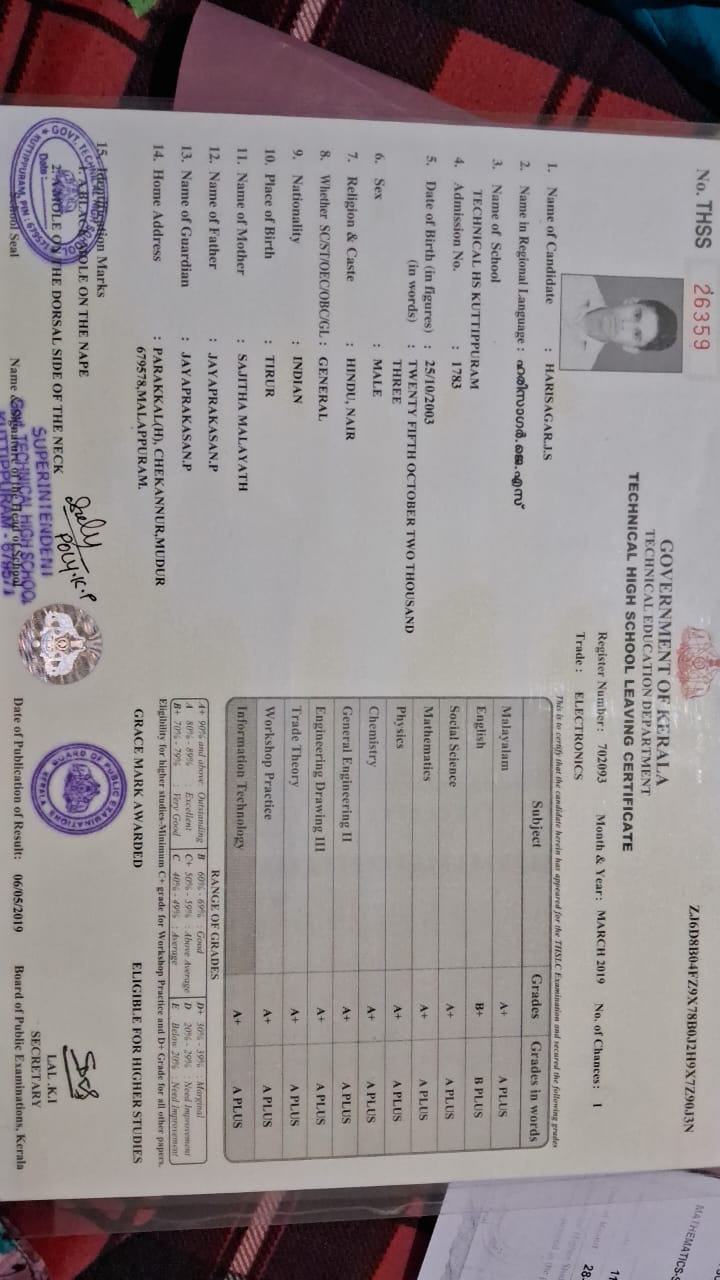 No. THSS 26359
ZJ6D8B04FZ9X78B0J2H9X7Z90J3N
GOVERNMENT OF KERALA
TECHNICAL EDUCATION DEPARTMENT
TECHNICAL HIGH SCHOOL LEAVING CERTIFICATE
Register Number : 702093 Month & Year : MARCH 2019 No. of Chances : 1
Trade : ELECTRONICS
1. Name of Candidate : HARISAGAR.J.S
2. Name in Regional Language : ഹരിസാഗർ.ജെ.എസ്
3. Name of School
TECHNICAL HS KUTTIPPURAM
4. Admission No. : 1783
5. Date of Birth (in figures) : 25/10/2003
(in words) : TWENTY FIFTH OCTOBER TWO THOUSAND
THREE
6. Sex : MALE
7. Religion & Caste : HINDU, NAIR
8. Whether SC/ST/OEC/OBC/GL : GENERAL
9. Nationality : INDIAN
10. Place of Birth : TIRUR
11. Name of Mother : SAJITHA MALAYATH
12. Name of Father : JAYAPRAKASAN.P
13. Name of Guardian : JAYAPRAKASAN.P
14. Home Address : PARAKKAL(H), CHEKANNUR,MUDUR
679578,MALAPPURAM.
15. Identification Marks
1. A BLACK MOLE ON THE NAPE
2. A MOLE ON THE DORSAL SIDE OF THE NECK
This is to certify that the candidate herein has appeared for the THSLC Examination and secured the following grades
Subject Grades Grades in words
Malayalam A+ A PLUS
English B+ B PLUS
Social Science A+ A PLUS
Mathematics A+ A PLUS
Physics A+ A PLUS
Chemistry A+ A PLUS
General Engineering II A+ A PLUS
Engineering Drawing III A+ A PLUS
Trade Theory A+ A PLUS
Workshop Practice A+ A PLUS
Information Technology A+ A PLUS
RANGE OF GRADES
A+ 90% and above: Outstanding B 60% - 69% : Good D+ 30% - 39% : Marginal
A 80% - 89% : Excellent C+ 50% - 59% : Above Average D 20% - 29% : Need Improvement
B+ 70% - 79% : Very Good C 40% - 49% : Average E Below 20% : Need Improvement
Eligibility for higher studies-Minimum C+ grade for Workshop Practice and D+ Grade for all other papers.
GRACE MARK AWARDED ELIGIBLE FOR HIGHER STUDIES
POLY.K.P
SUPERINTENDENT
GOVT. TECHNICAL HIGH SCHOOL
KUTTIPPURAM - 679571
School Seal Name & Signature of the Head of School
GOVT. TECHNICAL HIGH SCHOOL
KUTTIPPURAM, PIN : 679571
Date :
BOARD OF PUBLIC EXAMINATIONS
KERALA
Date of Publication of Result: 06/05/2019
LAL .K.I
SECRETARY
Board of Public Examinations, Kerala
MATHEMATICS-